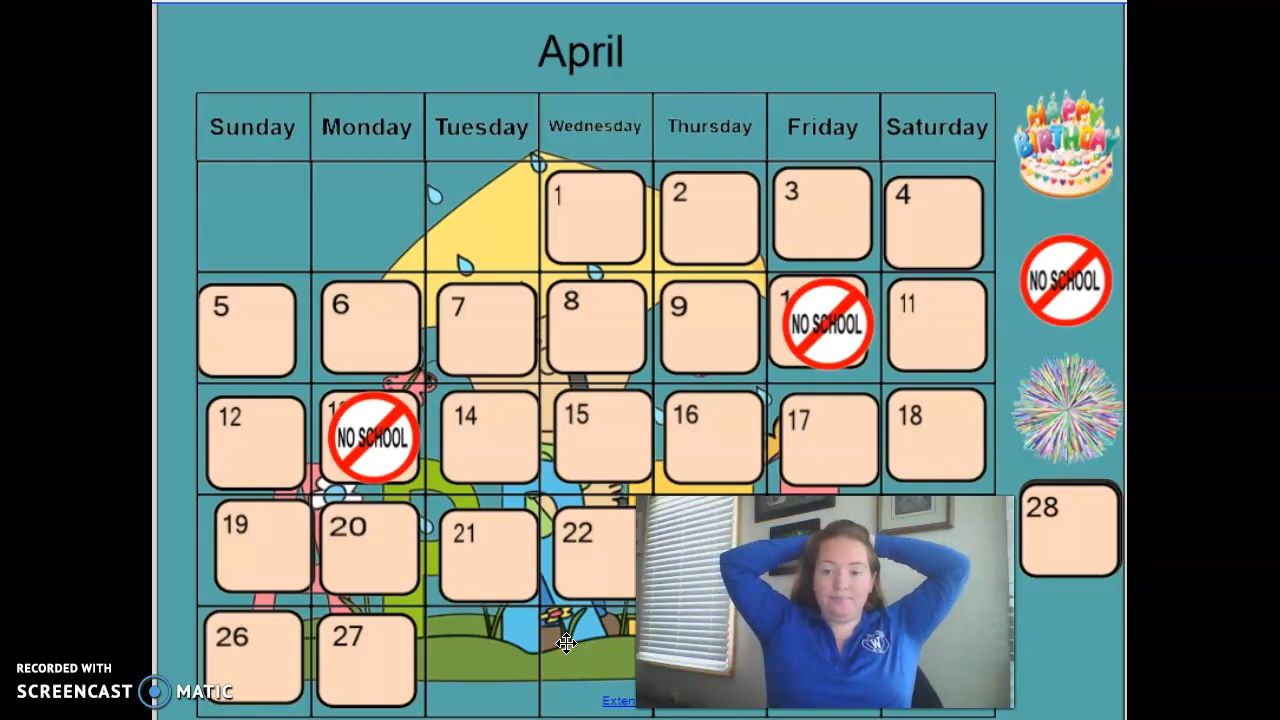 April
Sunday Monday Tuesday Wednesday Thursday Friday Saturday
HAPPY BIRTHDAY
1 2 3 4
NO SCHOOL
5 6 7 8 9 NO SCHOOL 11
12 NO SCHOOL 14 15 16 17 18
28
19 20 21 22
W
26 27
RECORDED WITH
SCREENCAST MATIC